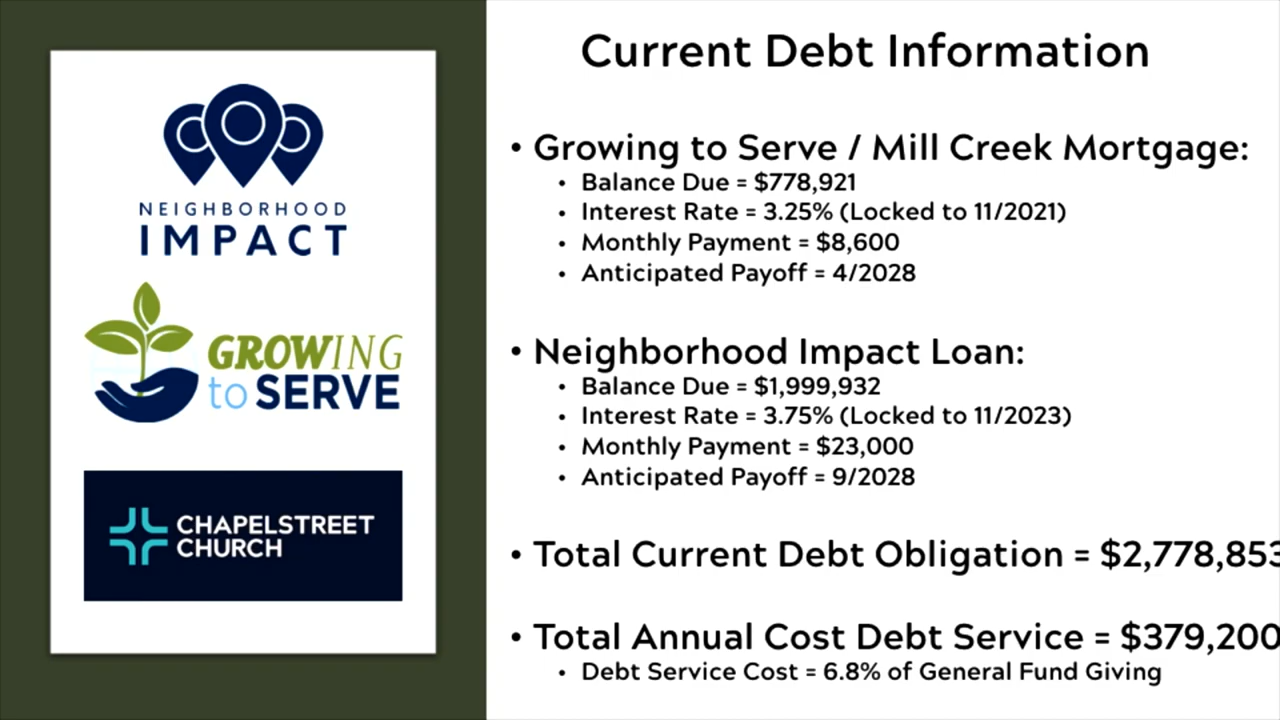 NEIGHBORHOOD
IMPACT
GROWING
to SERVE
CHAPELSTREET
CHURCH
Current Debt Information
• Growing to Serve / Mill Creek Mortgage:
• Balance Due = $778,921
• Interest Rate = 3.25% (Locked to 11/2021)
• Monthly Payment = $8,600
• Anticipated Payoff = 4/2028
• Neighborhood Impact Loan:
• Balance Due = $1,999,932
• Interest Rate = 3.75% (Locked to 11/2023)
• Monthly Payment = $23,000
• Anticipated Payoff = 9/2028
• Total Current Debt Obligation = $2,778,853
• Total Annual Cost Debt Service = $379,200
• Debt Service Cost = 6.8% of General Fund Giving